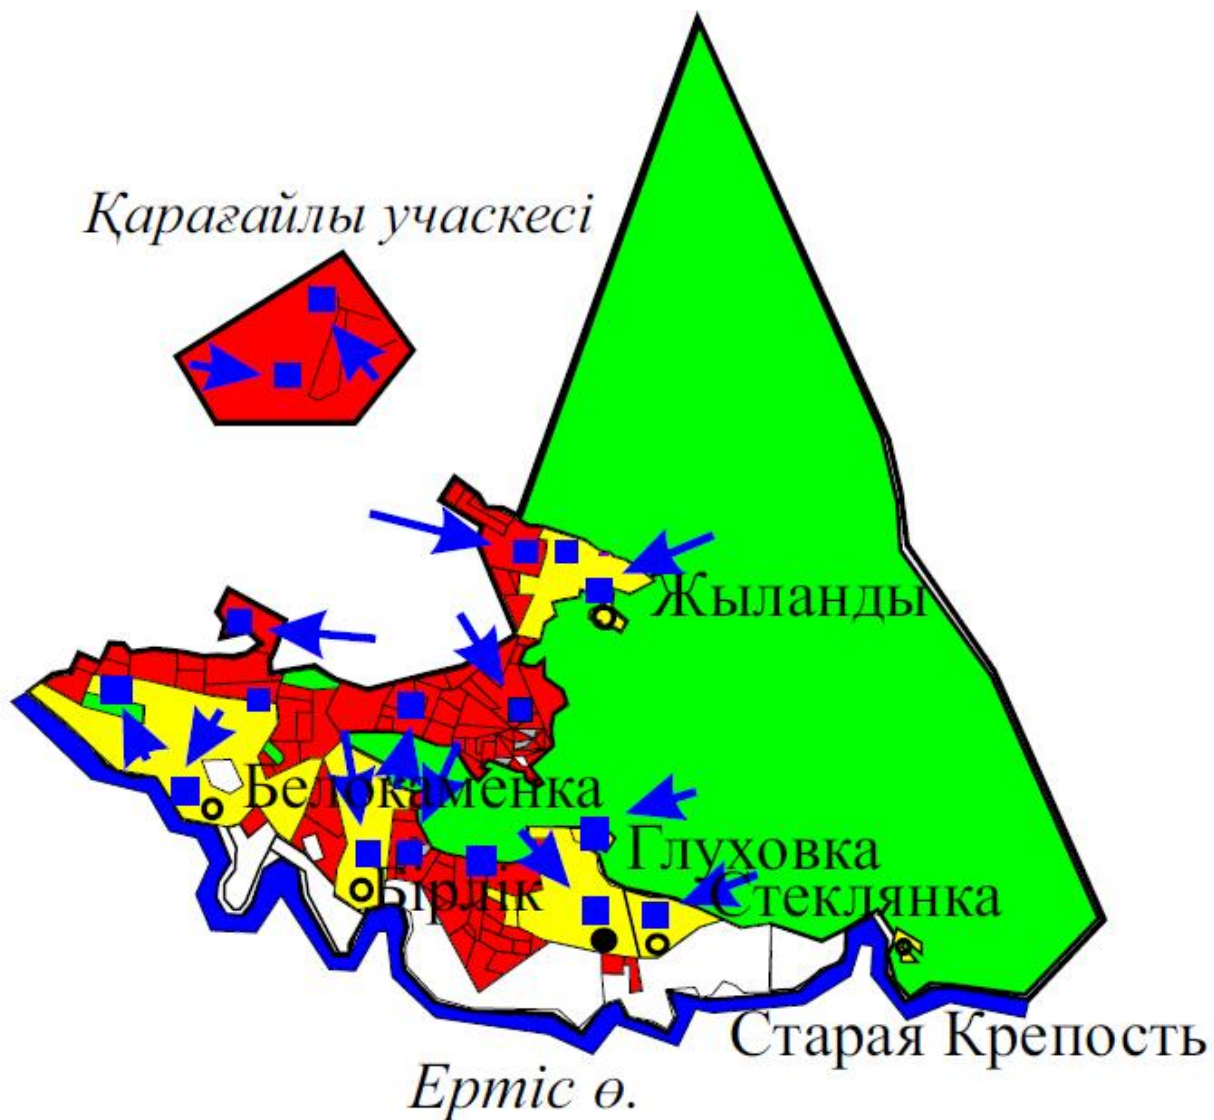 Қарағайлы учаскесі
Жыланды
Белокаменка
Глуховка
Бірлік
Стеклянка
Старая Крепость
Ертіс ө.